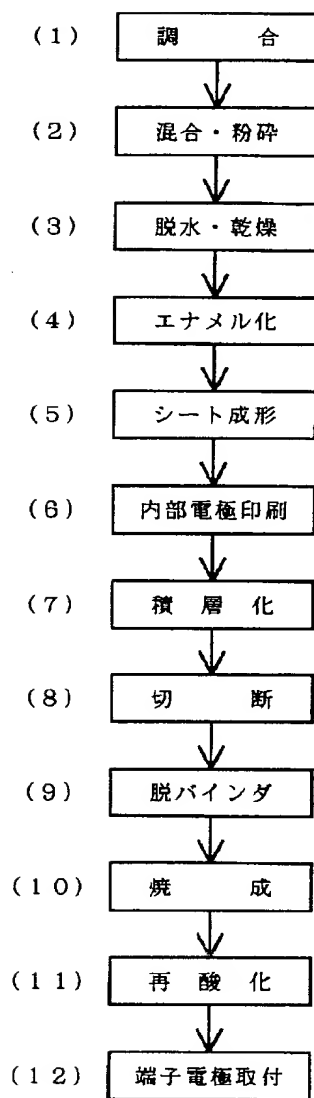 (1) 調合
(2) 混合・粉砕
(3) 脱水・乾燥
(4) エナメル化
(5) シート成形
(6) 内部電極印刷
(7) 積層化
(8) 切断
(9) 脱バインダ
(10) 焼成
(11) 再酸化
(12) 端子電極取付